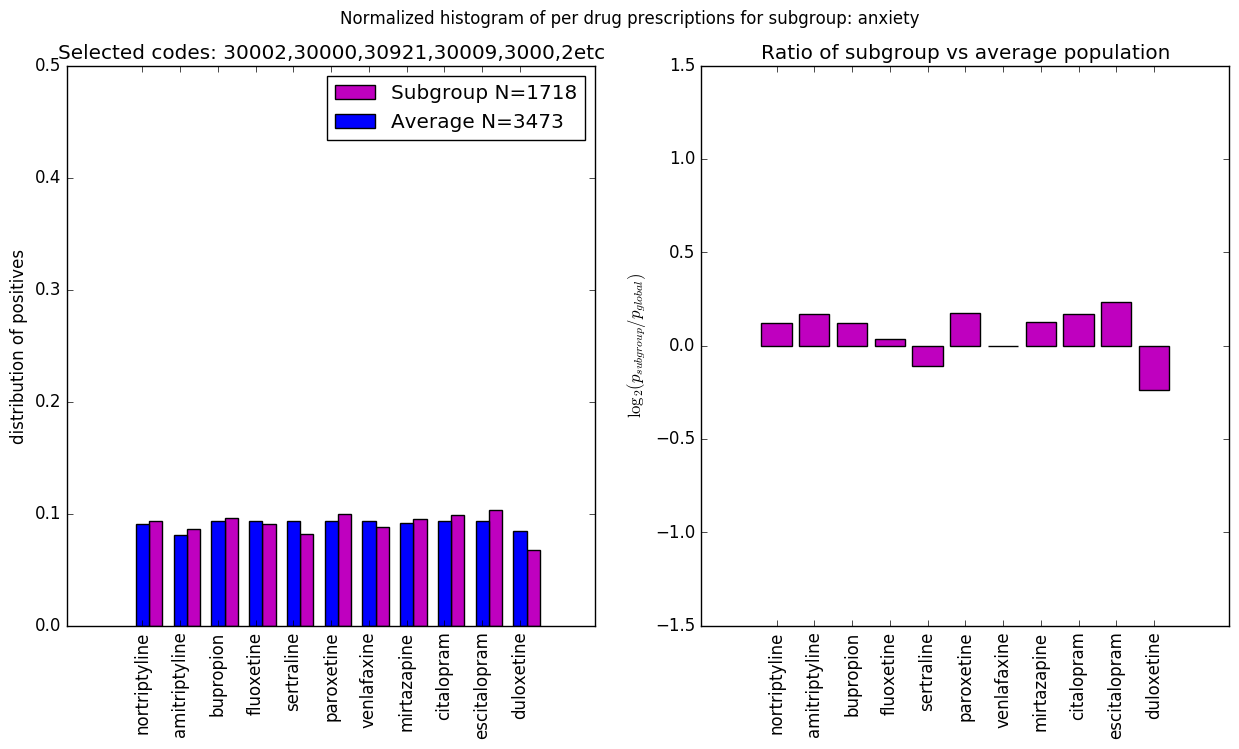 Normalized histogram of per drug prescriptions for subgroup: anxiety
Selected codes: 30002,30000,30921,30009,3000,2etc
Subgroup N=1718
Average N=3473
distribution of positives
0.5
0.4
0.3
0.2
0.1
0.0
nortriptyline
amitriptyline
bupropion
fluoxetine
sertraline
paroxetine
venlafaxine
mirtazapine
citalopram
escitalopram
duloxetine
Ratio of subgroup vs average population
log2(psubgroup/pglobal)
1.5
1.0
0.5
0.0
−0.5
−1.0
−1.5
nortriptyline
amitriptyline
bupropion
fluoxetine
sertraline
paroxetine
venlafaxine
mirtazapine
citalopram
escitalopram
duloxetine